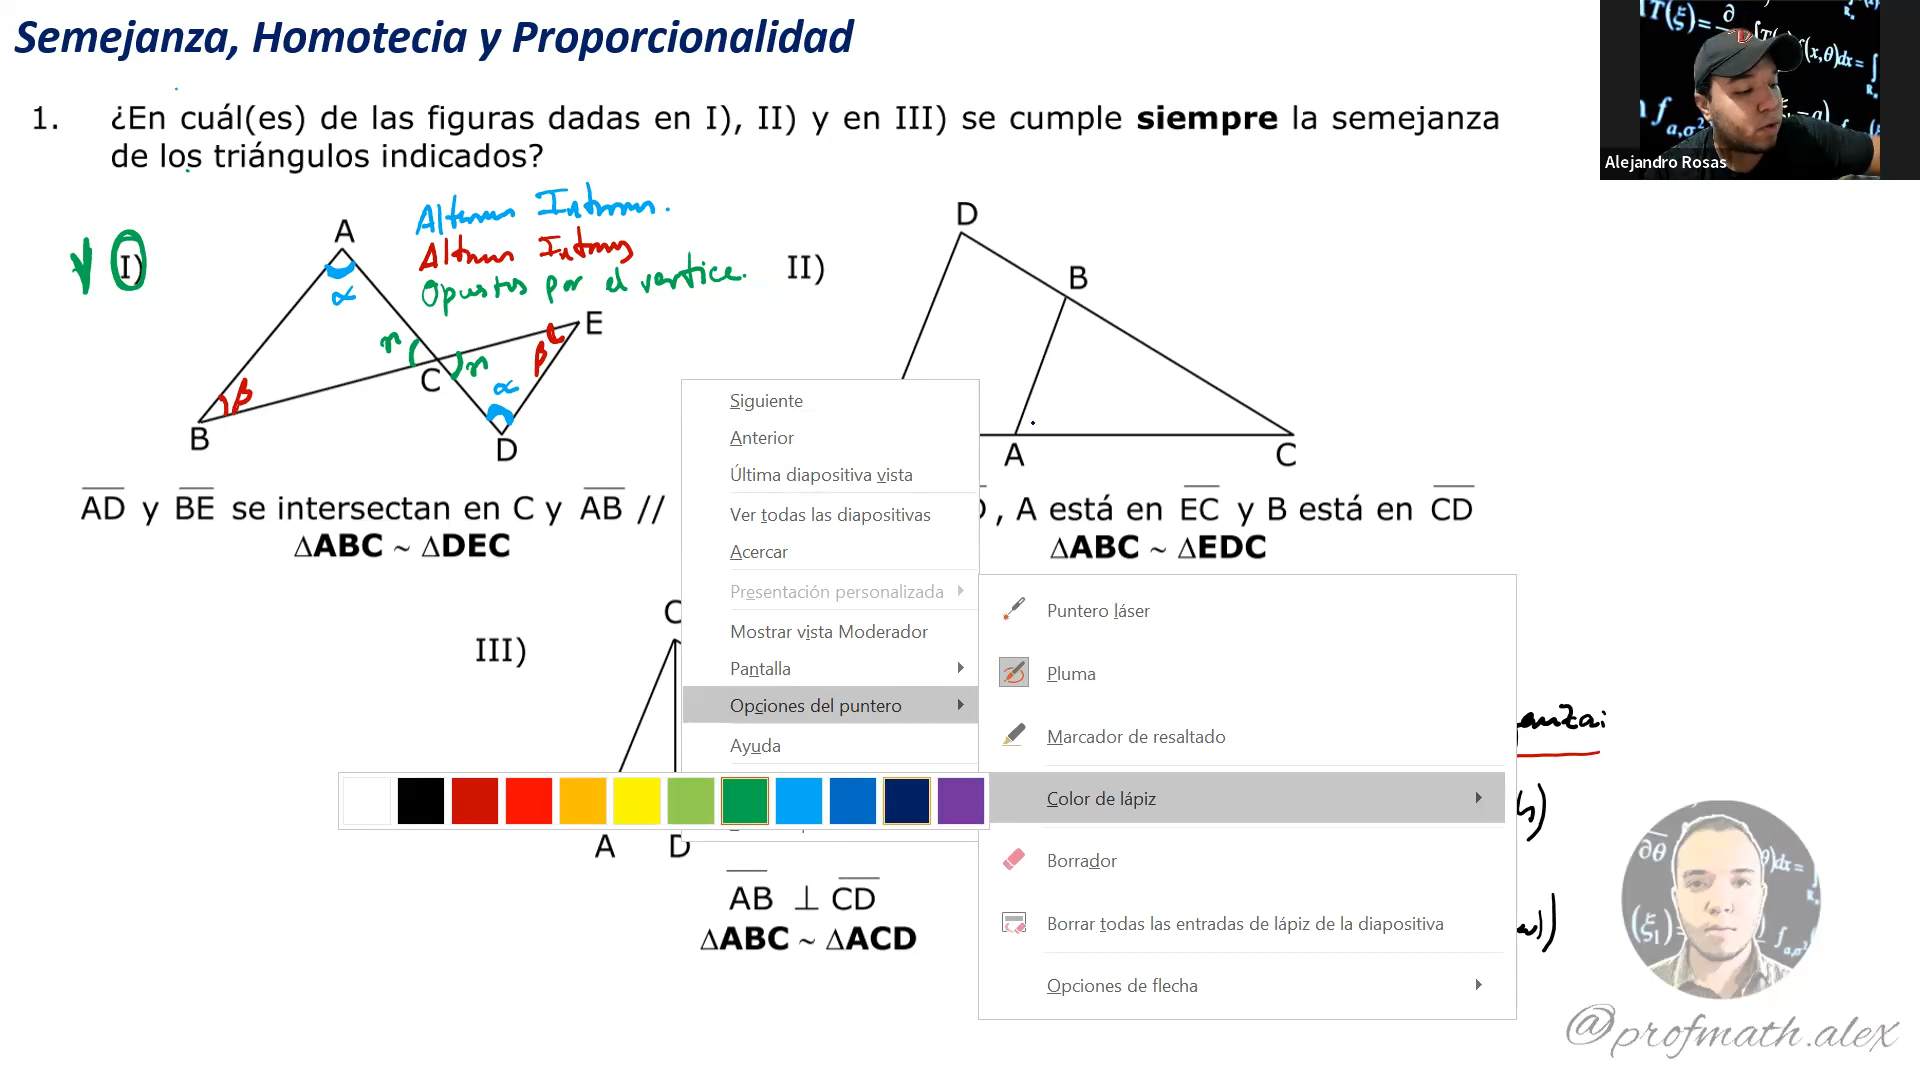 Semejanza, Homotecia y Proporcionalidad
Alejandro Rosas
1. ¿En cuál(es) de las figuras dadas en I), II) y en III) se cumple siempre la semejanza
de los triángulos indicados?
Alternos Internos.
Alternos Internos
Opuestos por el vertice.
I)
A
α
β
B
C
α
β
E
D
II)
D
B
A
C
AD y BE se intersectan en C y AB //
ΔABC ~ ΔDEC
, A está en EC y B está en CD
ΔABC ~ ΔEDC
III)
C
A D
AB ⊥ CD
ΔABC ~ ΔACD
Siguiente
Anterior
Última diapositiva vista
Ver todas las diapositivas
Acercar
Presentación personalizada
Mostrar vista Moderador
Pantalla
Opciones del puntero
Ayuda
Puntero láser
Pluma
Marcador de resaltado
Color de lápiz
Borrador
Borrar todas las entradas de lápiz de la diapositiva
Opciones de flecha
@profmath.alex